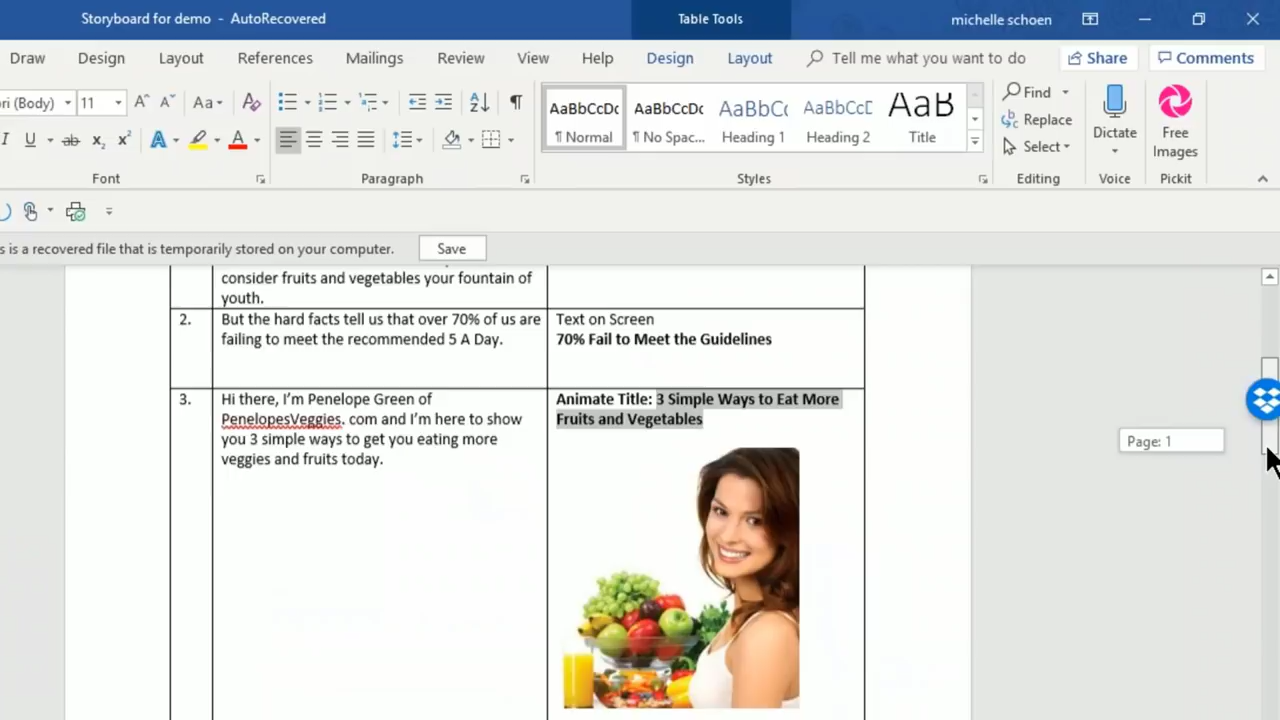 Storyboard for demo - AutoRecovered
Table Tools
michelle schoen
Draw Design Layout References Mailings Review View Help Design Layout Tell me what you want to do Share Comments
ri (Body) 11 Aa
AaBbCcDc AaBbCcDc AaBbCc AaBbCcD AaB
¶ Normal ¶ No Spac... Heading 1 Heading 2 Title
Find
Replace
Select
Dictate
Free
Images
Font Paragraph Styles Editing Voice Pickit
s is a recovered file that is temporarily stored on your computer. Save
consider fruits and vegetables your fountain of
youth.
2. But the hard facts tell us that over 70% of us are
failing to meet the recommended 5 A Day.
Text on Screen
70% Fail to Meet the Guidelines
3. Hi there, I’m Penelope Green of
PenelopesVeggies. com and I’m here to show
you 3 simple ways to get you eating more
veggies and fruits today.
Animate Title: 3 Simple Ways to Eat More
Fruits and Vegetables
Page: 1